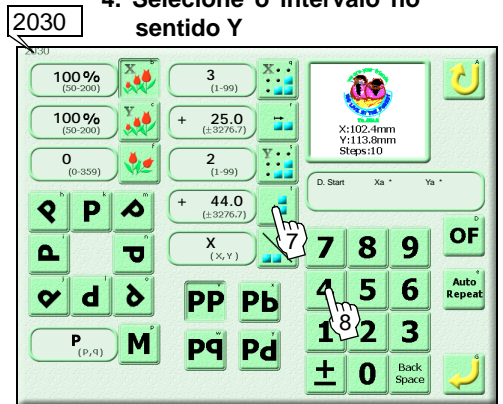 4. Selecione o intervalo no
sentido Y
2030
2030
100 %
(50-200)
X
3
(1-99)
X
100 %
(50-200)
Y
+ 25.0
(±3276.7)
0
(0-359)
2
(1-99)
Y
+ 44.0
(±3276.7)
X
(X,Y)
X:102.4mm
Y:113.8mm
Steps:10
D. Start Xa * Ya *
P P P
P P
P P P
P
(P,q)
M
PP Pb
Pq Pd
7 8 9
4 5 6
1 2 3
± 0 Back
Space
OF
Auto
Repeat
7
8